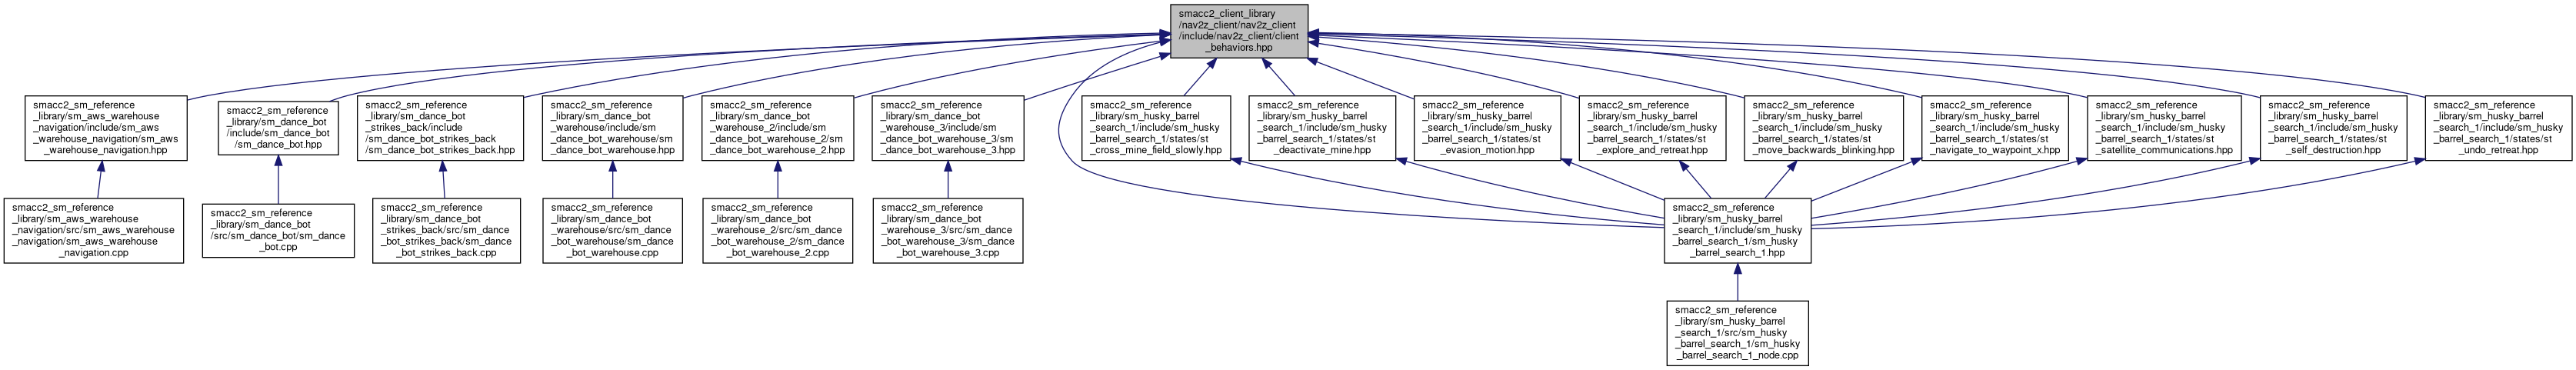 smacc2_client_library
/nav2z_client/nav2z_client
/include/nav2z_client/client
_behaviors.hpp
smacc2_sm_reference
_library/sm_aws_warehouse
_navigation/include/sm_aws
_warehouse_navigation/sm_aws
_warehouse_navigation.hpp
smacc2_sm_reference
_library/sm_dance_bot
/include/sm_dance_bot
/sm_dance_bot.hpp
smacc2_sm_reference
_library/sm_dance_bot
_strikes_back/include
/sm_dance_bot_strikes_back
/sm_dance_bot_strikes_back.hpp
smacc2_sm_reference
_library/sm_dance_bot
_warehouse/include/sm
_dance_bot_warehouse/sm
_dance_bot_warehouse.hpp
smacc2_sm_reference
_library/sm_dance_bot
_warehouse_2/include/sm
_dance_bot_warehouse_2/sm
_dance_bot_warehouse_2.hpp
smacc2_sm_reference
_library/sm_dance_bot
_warehouse_3/include/sm
_dance_bot_warehouse_3/sm
_dance_bot_warehouse_3.hpp
smacc2_sm_reference
_library/sm_husky_barrel
_search_1/include/sm_husky
_barrel_search_1/states/st
_cross_mine_field_slowly.hpp
smacc2_sm_reference
_library/sm_husky_barrel
_search_1/include/sm_husky
_barrel_search_1/states/st
_deactivate_mine.hpp
smacc2_sm_reference
_library/sm_husky_barrel
_search_1/include/sm_husky
_barrel_search_1/states/st
_evasion_motion.hpp
smacc2_sm_reference
_library/sm_husky_barrel
_search_1/include/sm_husky
_barrel_search_1/states/st
_explore_and_retreat.hpp
smacc2_sm_reference
_library/sm_husky_barrel
_search_1/include/sm_husky
_barrel_search_1/states/st
_move_backwards_blinking.hpp
smacc2_sm_reference
_library/sm_husky_barrel
_search_1/include/sm_husky
_barrel_search_1/states/st
_navigate_to_waypoint_x.hpp
smacc2_sm_reference
_library/sm_husky_barrel
_search_1/include/sm_husky
_barrel_search_1/states/st
_satellite_communications.hpp
smacc2_sm_reference
_library/sm_husky_barrel
_search_1/include/sm_husky
_barrel_search_1/states/st
_self_destruction.hpp
smacc2_sm_reference
_library/sm_husky_barrel
_search_1/include/sm_husky
_barrel_search_1/states/st
_undo_retreat.hpp
smacc2_sm_reference
_library/sm_aws_warehouse
_navigation/src/sm_aws_warehouse
_navigation/sm_aws_warehouse
_navigation.cpp
smacc2_sm_reference
_library/sm_dance_bot
/src/sm_dance_bot/sm_dance
_bot.cpp
smacc2_sm_reference
_library/sm_dance_bot
_strikes_back/src/sm_dance
_bot_strikes_back/sm_dance
_bot_strikes_back.cpp
smacc2_sm_reference
_library/sm_dance_bot
_warehouse/src/sm_dance
_bot_warehouse/sm_dance
_bot_warehouse.cpp
smacc2_sm_reference
_library/sm_dance_bot
_warehouse_2/src/sm_dance
_bot_warehouse_2/sm_dance
_bot_warehouse_2.cpp
smacc2_sm_reference
_library/sm_dance_bot
_warehouse_3/src/sm_dance
_bot_warehouse_3/sm_dance
_bot_warehouse_3.cpp
smacc2_sm_reference
_library/sm_husky_barrel
_search_1/include/sm_husky
_barrel_search_1/sm_husky
_barrel_search_1.hpp
smacc2_sm_reference
_library/sm_husky_barrel
_search_1/src/sm_husky
_barrel_search_1/sm_husky
_barrel_search_1_node.cpp